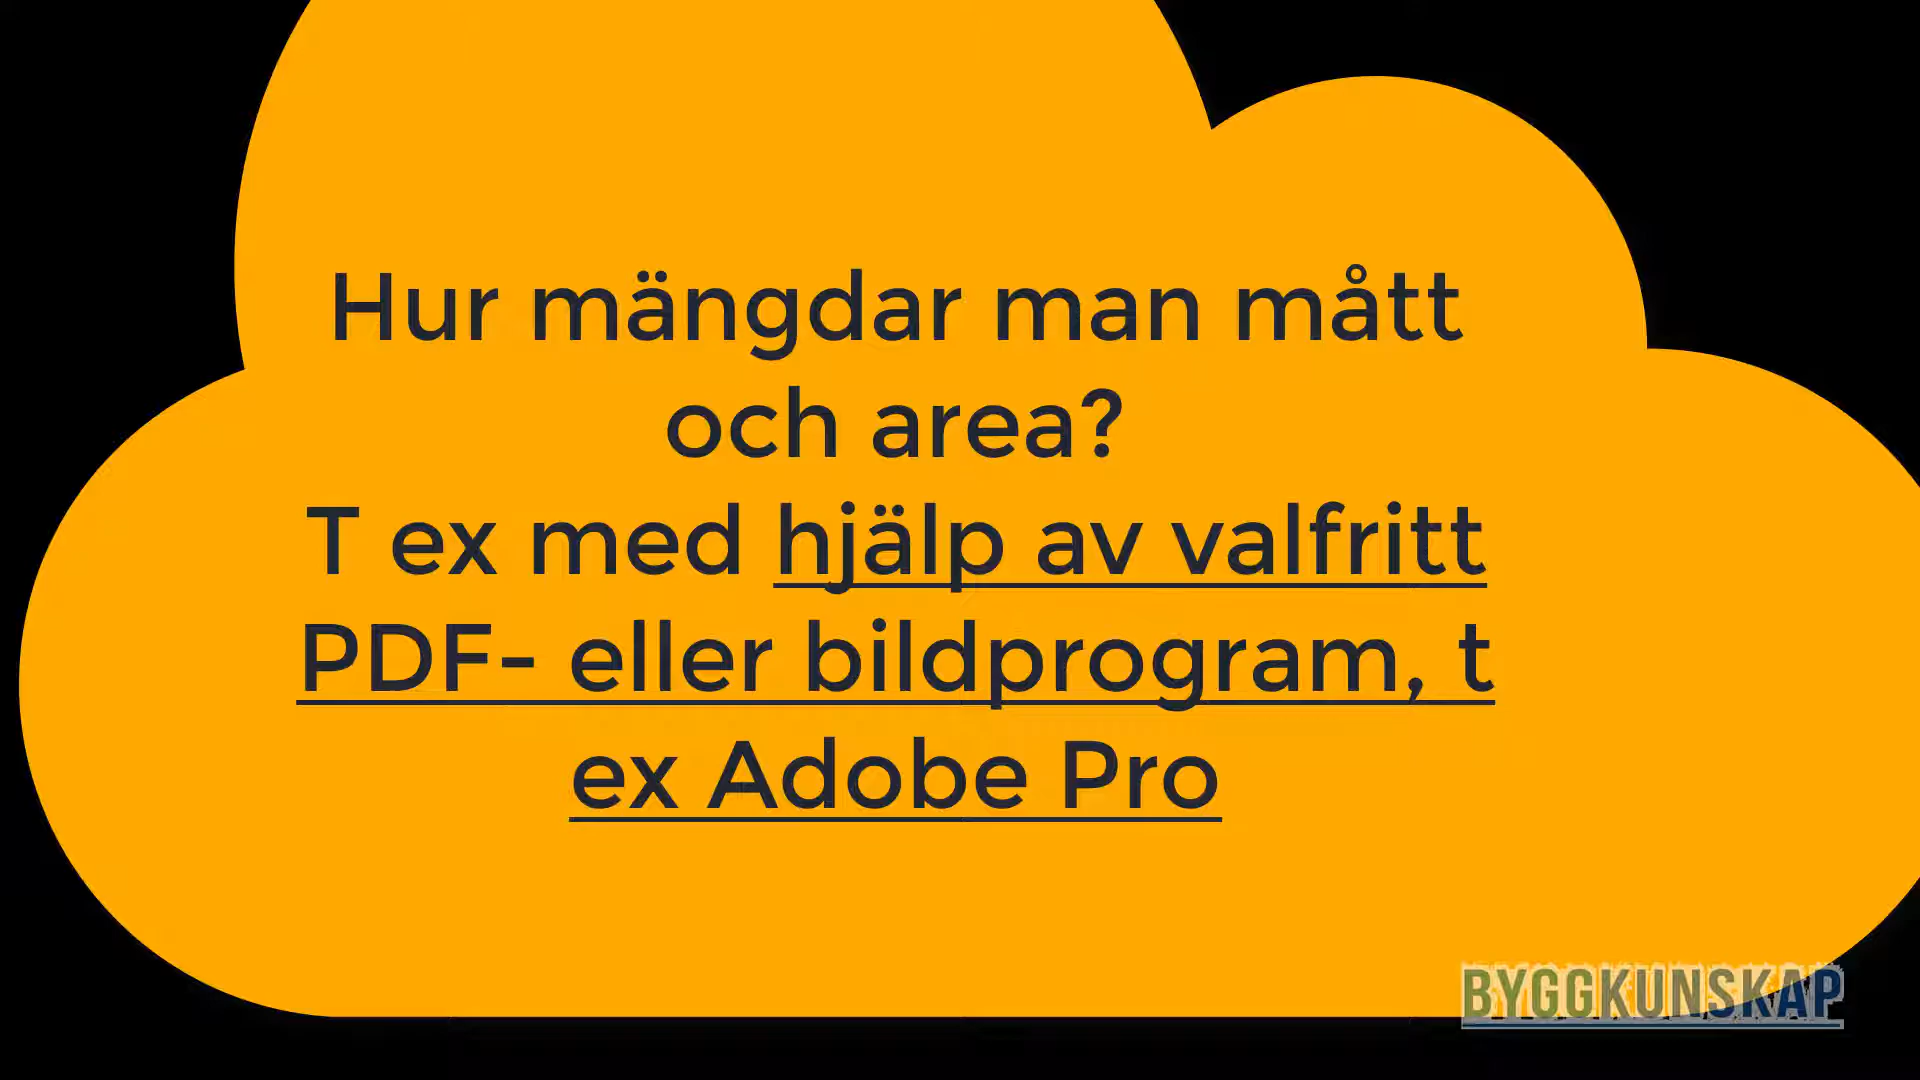 Hur mängdar man mått
och area?
T ex med hjälp av valfritt
PDF- eller bildprogram, t
ex Adobe Pro
BYGGKUNSKAP